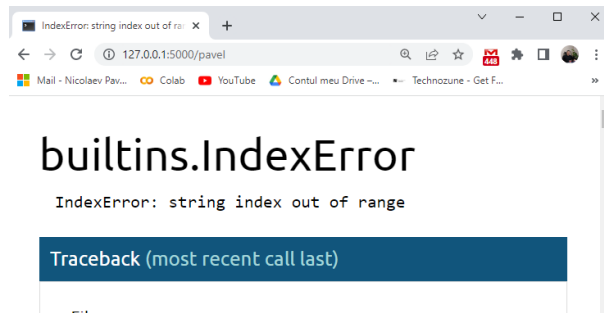 IndexError: string index out of ra
127.0.0.1:5000/pavel
448
Mail - Nicolaev Pav... Colab YouTube Contul meu Drive –... Technozune - Get F... »
builtins.IndexError
IndexError: string index out of range
Traceback (most recent call last)